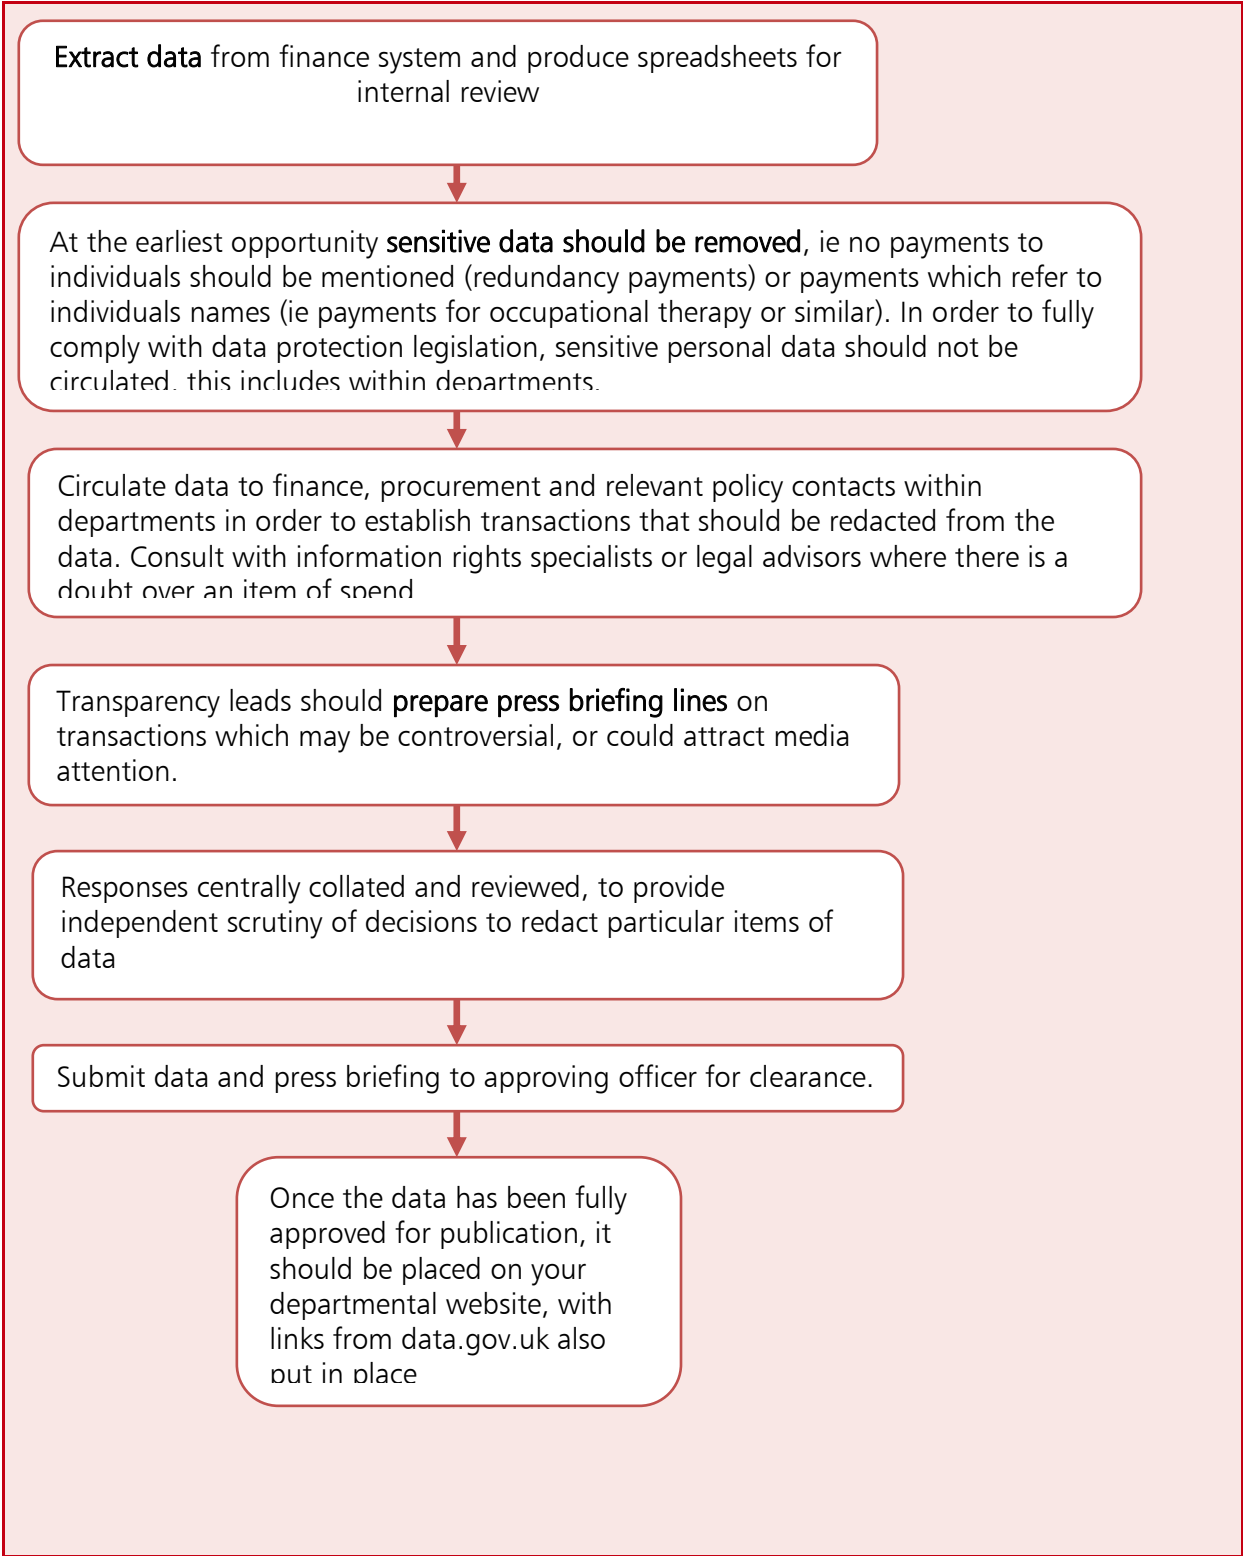 Extract data from finance system and produce spreadsheets for
internal review
At the earliest opportunity sensitive data should be removed, ie no payments to
individuals should be mentioned (redundancy payments) or payments which refer to
individuals names (ie payments for occupational therapy or similar). In order to fully
comply with data protection legislation, sensitive personal data should not be
circulated, this includes within departments.
Circulate data to finance, procurement and relevant policy contacts within
departments in order to establish transactions that should be redacted from the
data. Consult with information rights specialists or legal advisors where there is a
doubt over an item of spend
Transparency leads should prepare press briefing lines on
transactions which may be controversial, or could attract media
attention.
Responses centrally collated and reviewed, to provide
independent scrutiny of decisions to redact particular items of
data
Submit data and press briefing to approving officer for clearance.
Once the data has been fully
approved for publication, it
should be placed on your
departmental website, with
links from data.gov.uk also
put in place